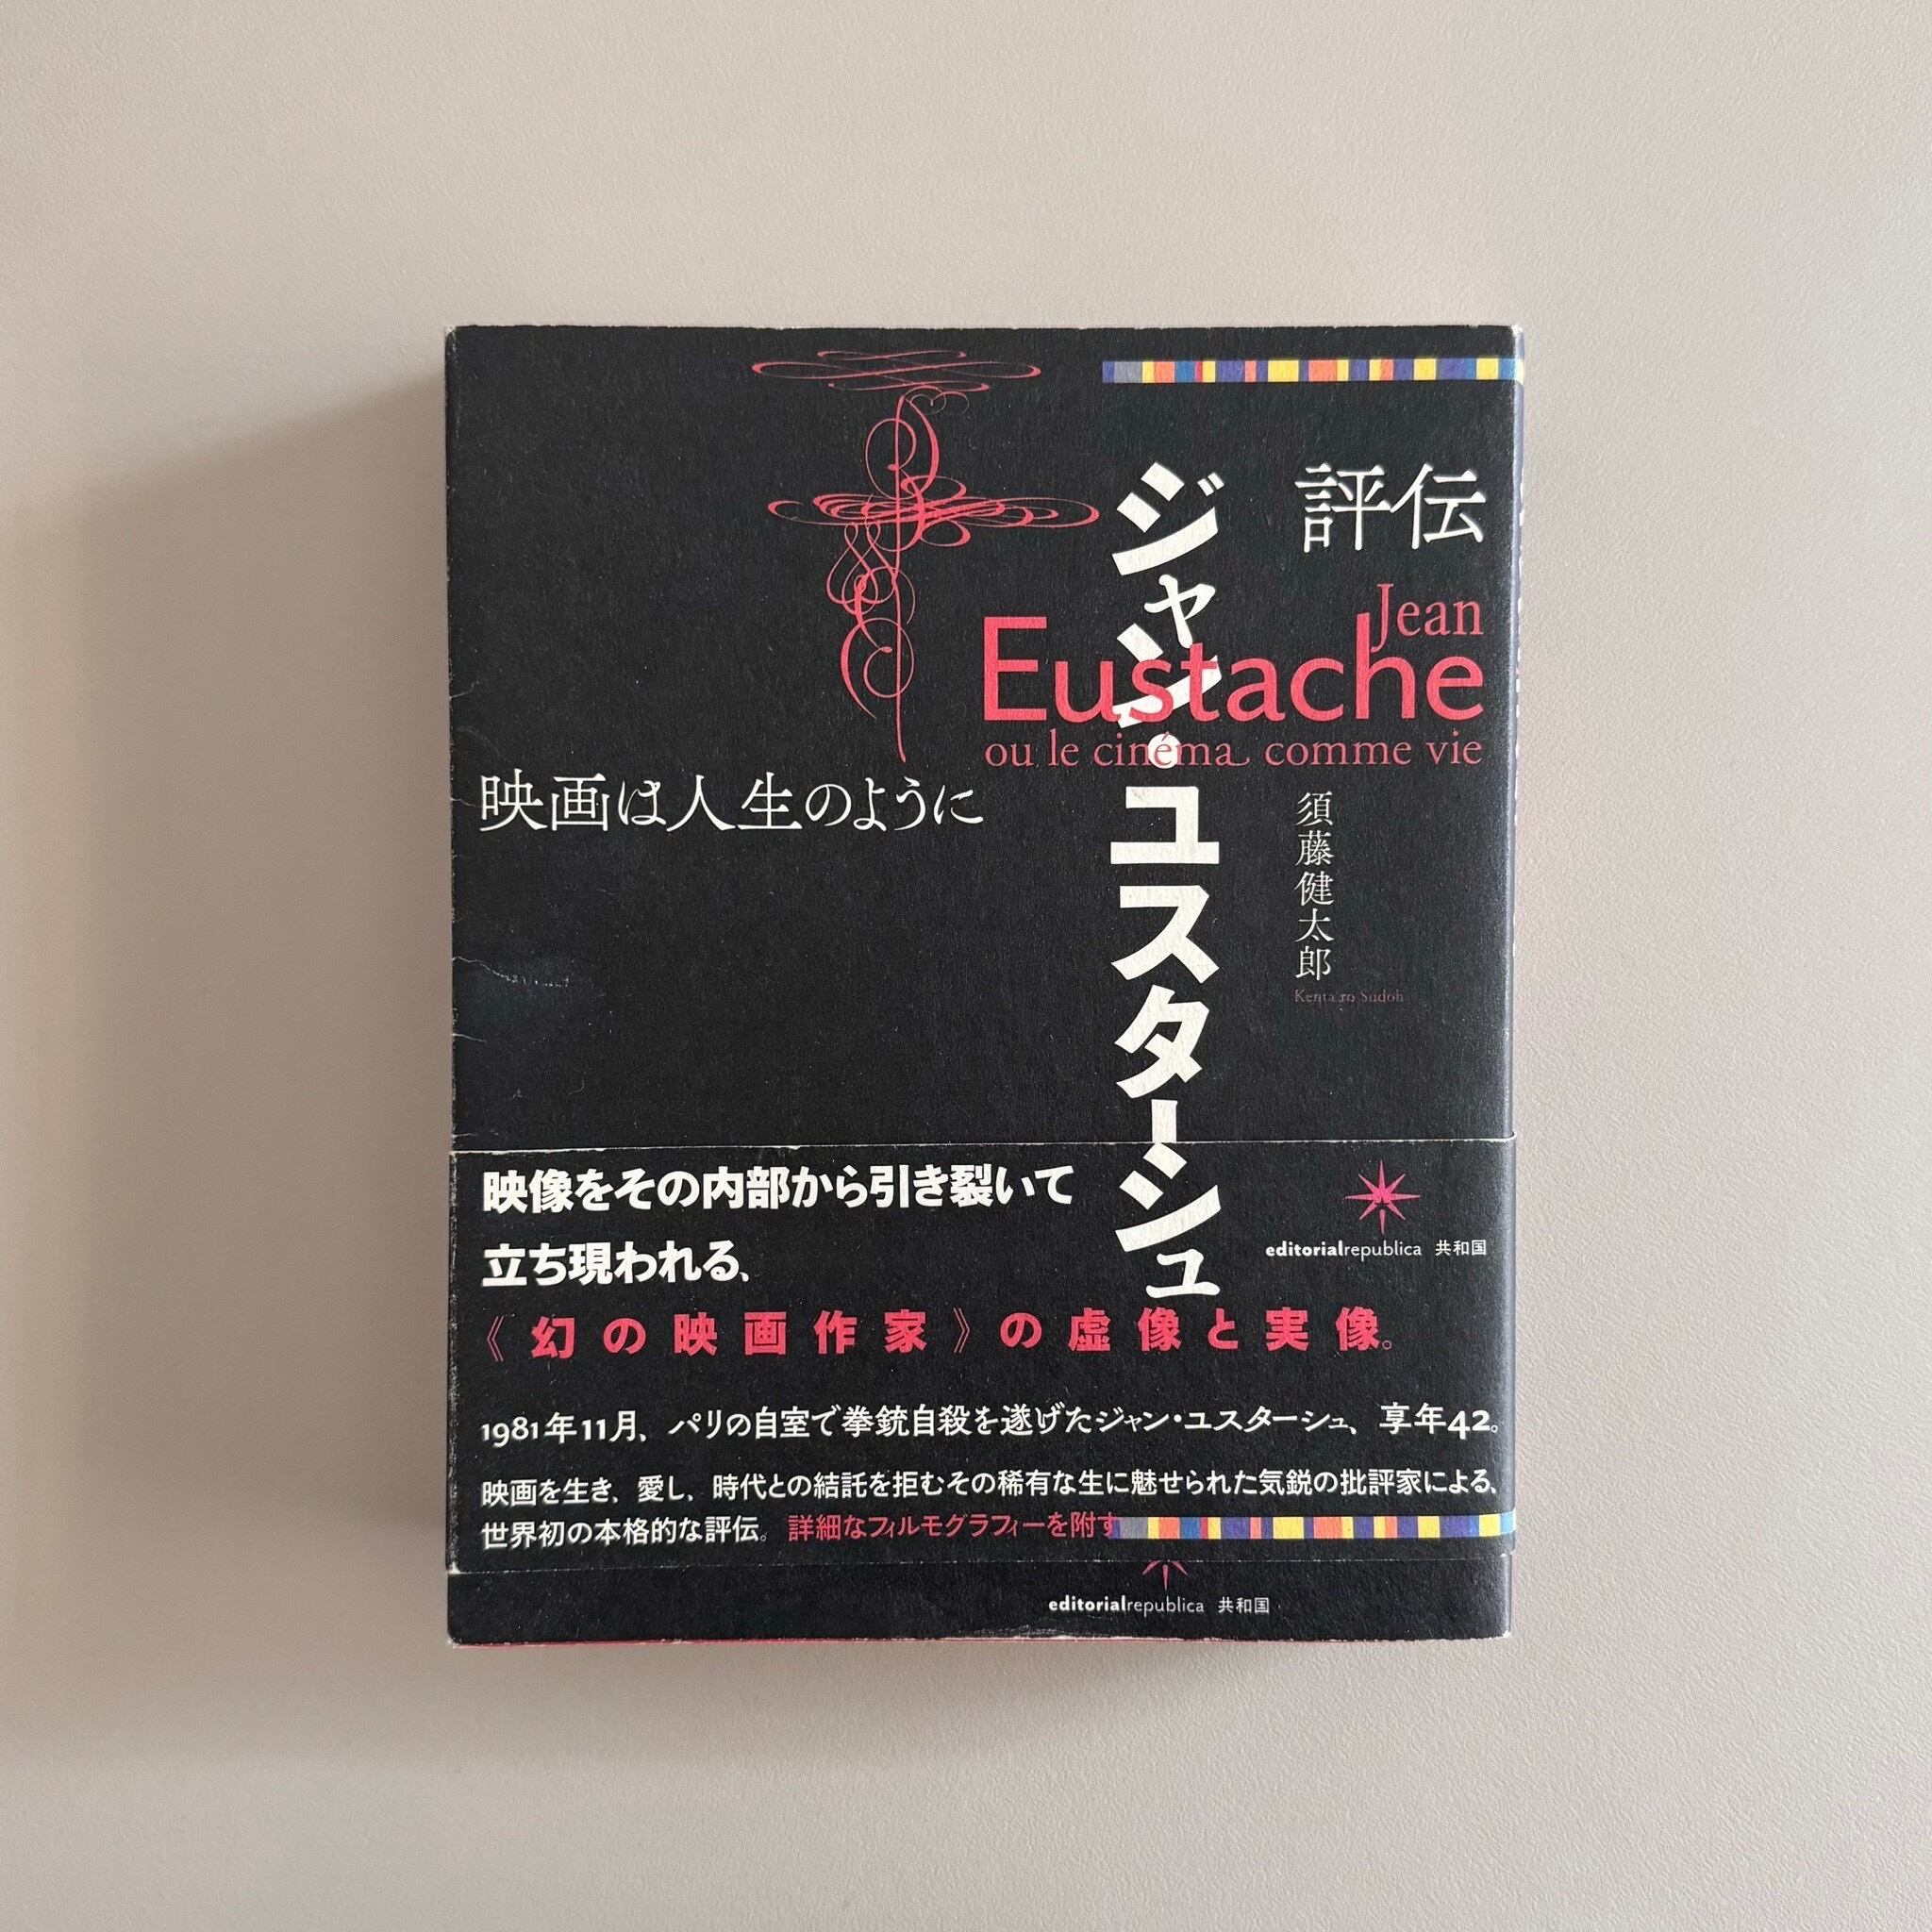 評伝
ジャン・ユスターシュ
Jean
Eustache
ou le cinéma comme vie
映画は人生のように
須藤健太郎
Kentaro Sudoh
映像をその内部から引き裂いて
立ち現われる、
《幻の映画作家》の虚像と実像。
editorialrepublica 共和国
1981年11月、パリの自室で拳銃自殺を遂げたジャン・ユスターシュ、享年42。
映画を生き、愛し、時代との結託を拒むその稀有な生に魅せられた気鋭の批評家による、
世界初の本格的な評伝。詳細なフィルモグラフィーを附す
editorialrepublica 共和国